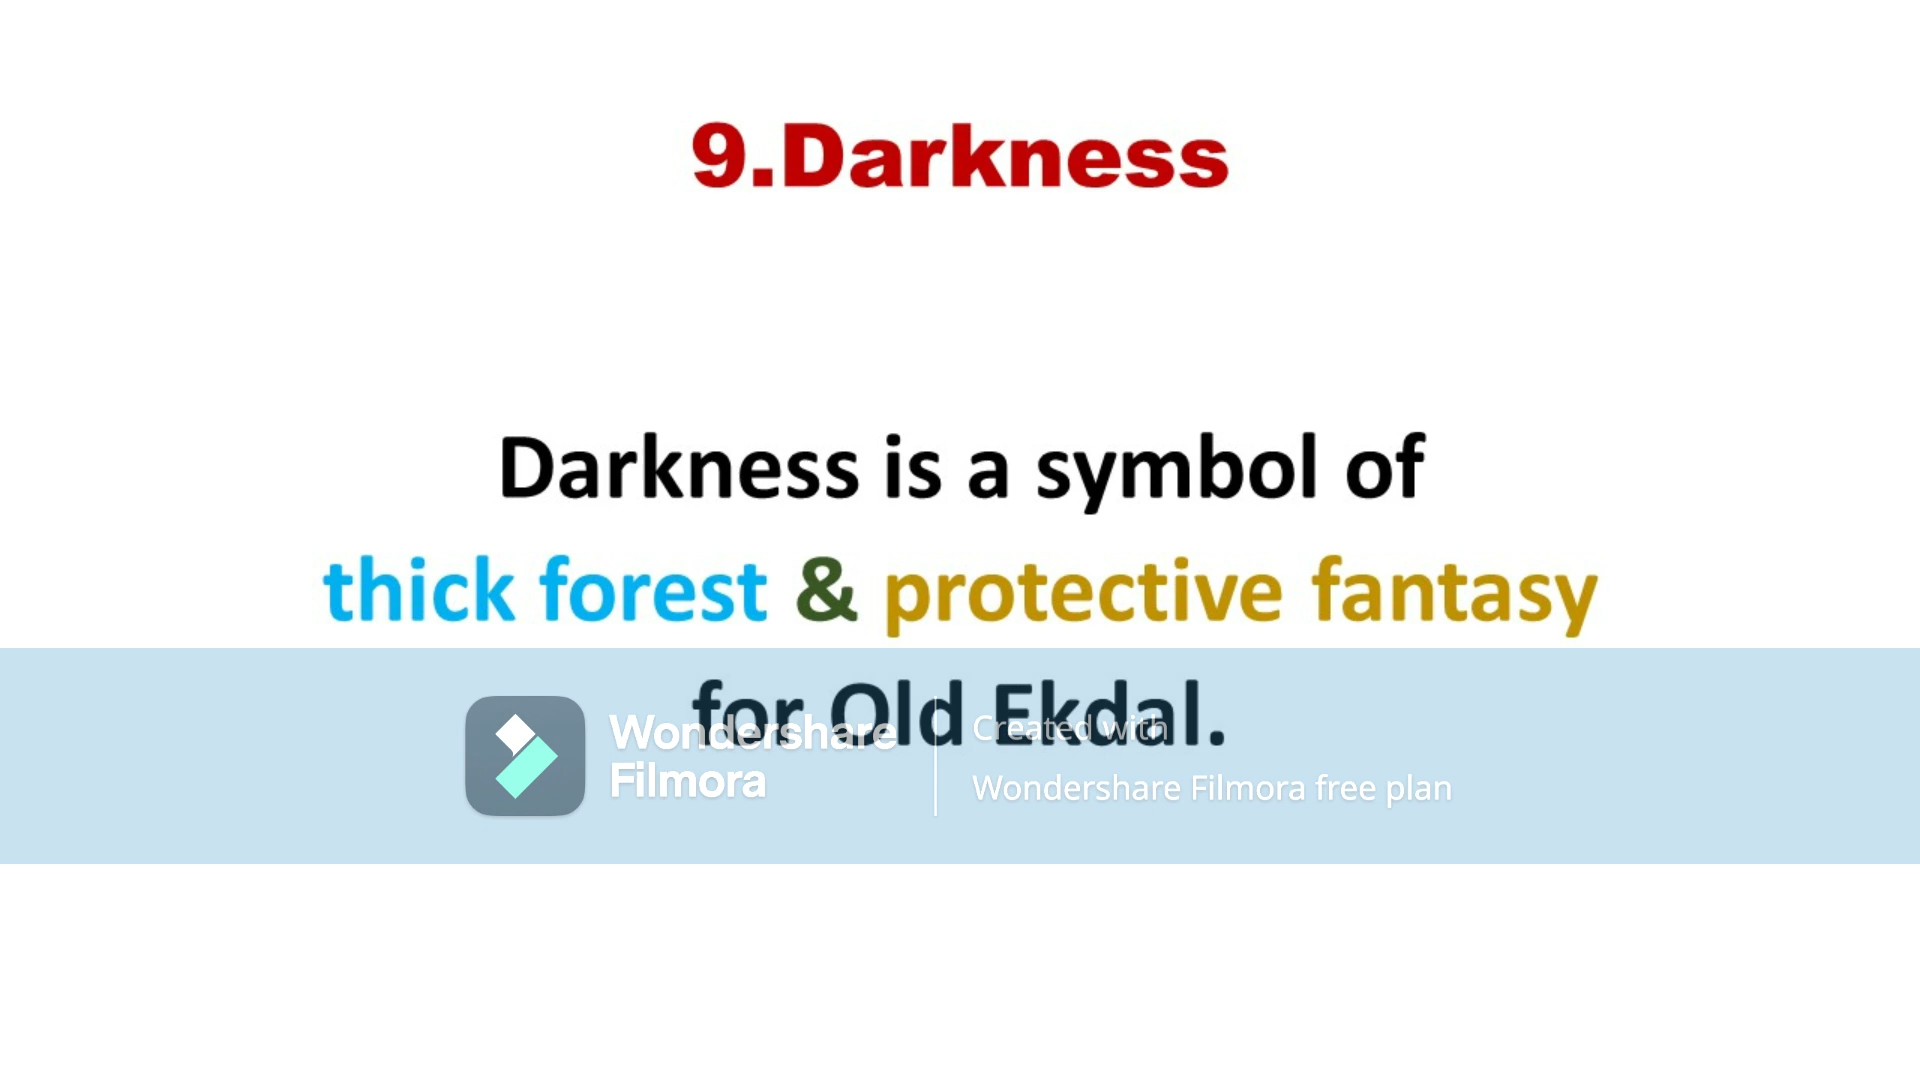 9.Darkness
Darkness is a symbol of
thick forest & protective fantasy
for Old Ekdal.
Wondershare
Filmora
Created with
Wondershare Filmora free plan